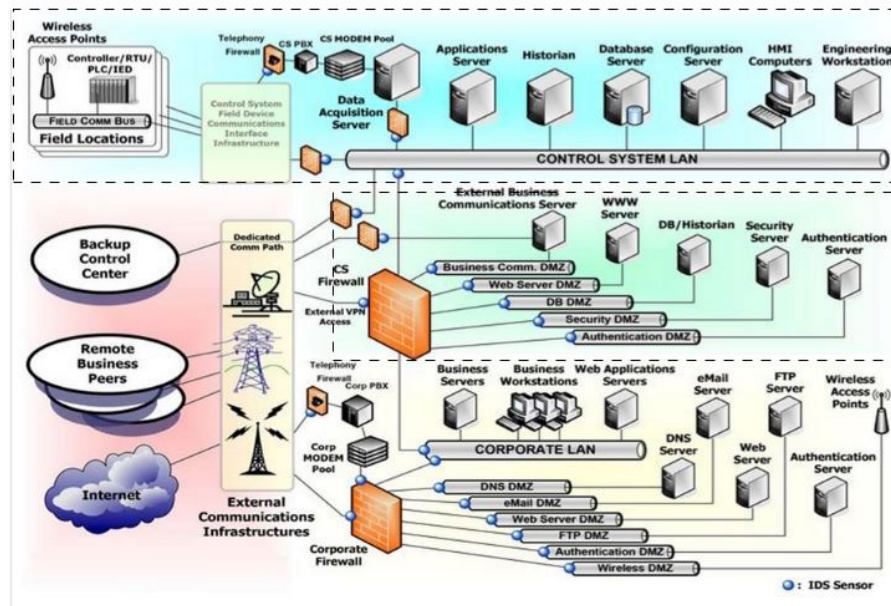 Wireless
Access Points
Controller/RTU/
PLC/IED
FIELD COMM BUS
Field Locations
Telephony
Firewall
CS PBX
CS MODEM Pool
Control System
Field Device
Communications
Interface
Infrastructure
Data
Acquisition
Server
Applications
Server
Historian
Database
Server
Configuration
Server
HMI
Computers
Engineering
Workstation
CONTROL SYSTEM LAN
External Business
Communications Server
WWW
Server
DB/Historian
Security
Server
Authentication
Server
Backup
Control
Center
Dedicated
Comm Path
CS
Firewall
External VPN
Access
Business Comm. DMZ
Web Server DMZ
DB DMZ
Security DMZ
Authentication DMZ
Remote
Business
Peers
Telephony
Firewall
Corp PBX
Corp
MODEM
Pool
Business
Servers
Business
Workstations
Web Applications
Servers
eMail
Server
FTP
Server
Wireless
Access
Points
CORPORATE LAN
DNS
Server
Web
Server
Authentication
Server
Internet
External
Communications
Infrastructures
Corporate
Firewall
DNS DMZ
eMail DMZ
Web Server DMZ
FTP DMZ
Authentication DMZ
Wireless DMZ
: IDS Sensor